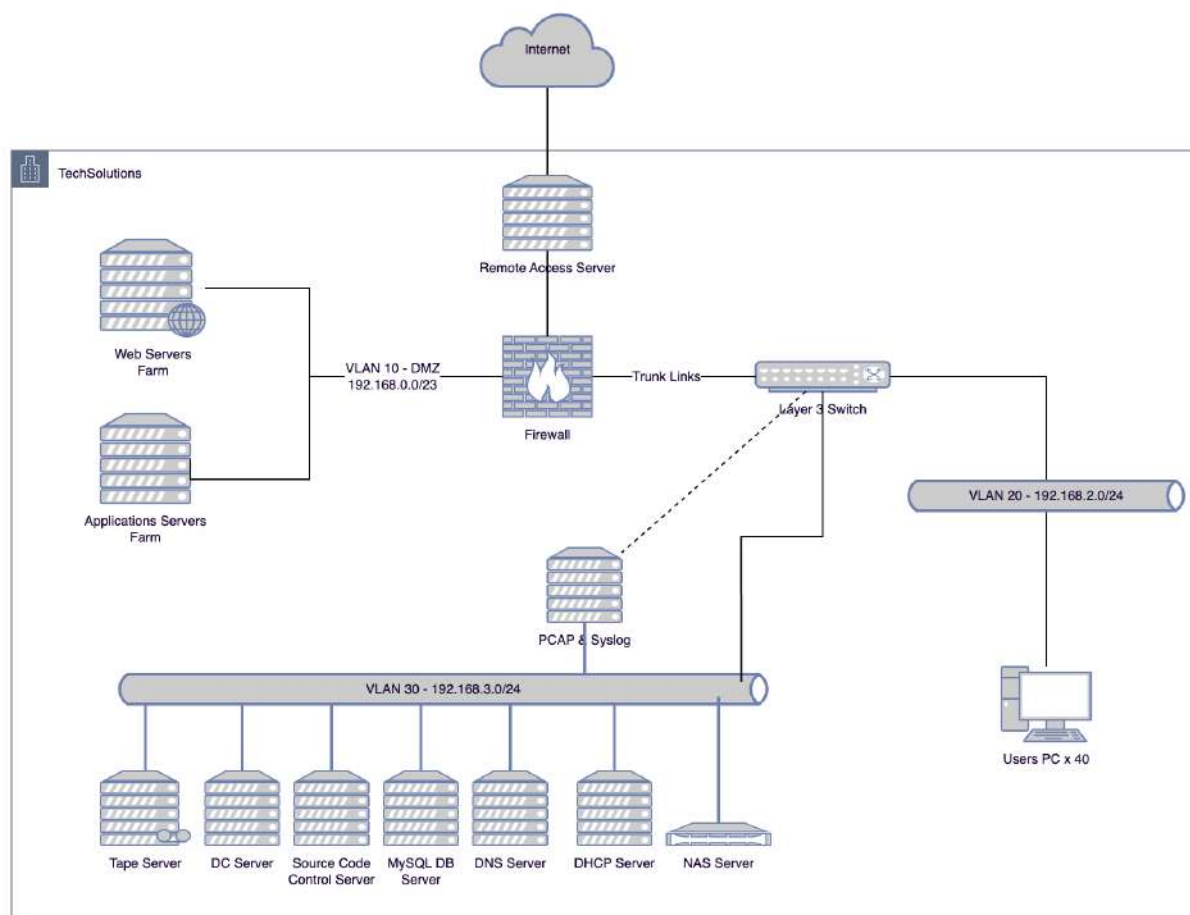 Internet
TechSolutions
Remote Access Server
Web Servers
Farm
VLAN 10 - DMZ
192.168.0.0/23
Trunk Links
Layer 3 Switch
Firewall
Applications Servers
Farm
VLAN 20 - 192.168.2.0/24
PCAP & Syslog
VLAN 30 - 192.168.3.0/24
Users PC x 40
Tape Server
DC Server
Source Code
Control Server
MySQL DB
Server
DNS Server
DHCP Server
NAS Server